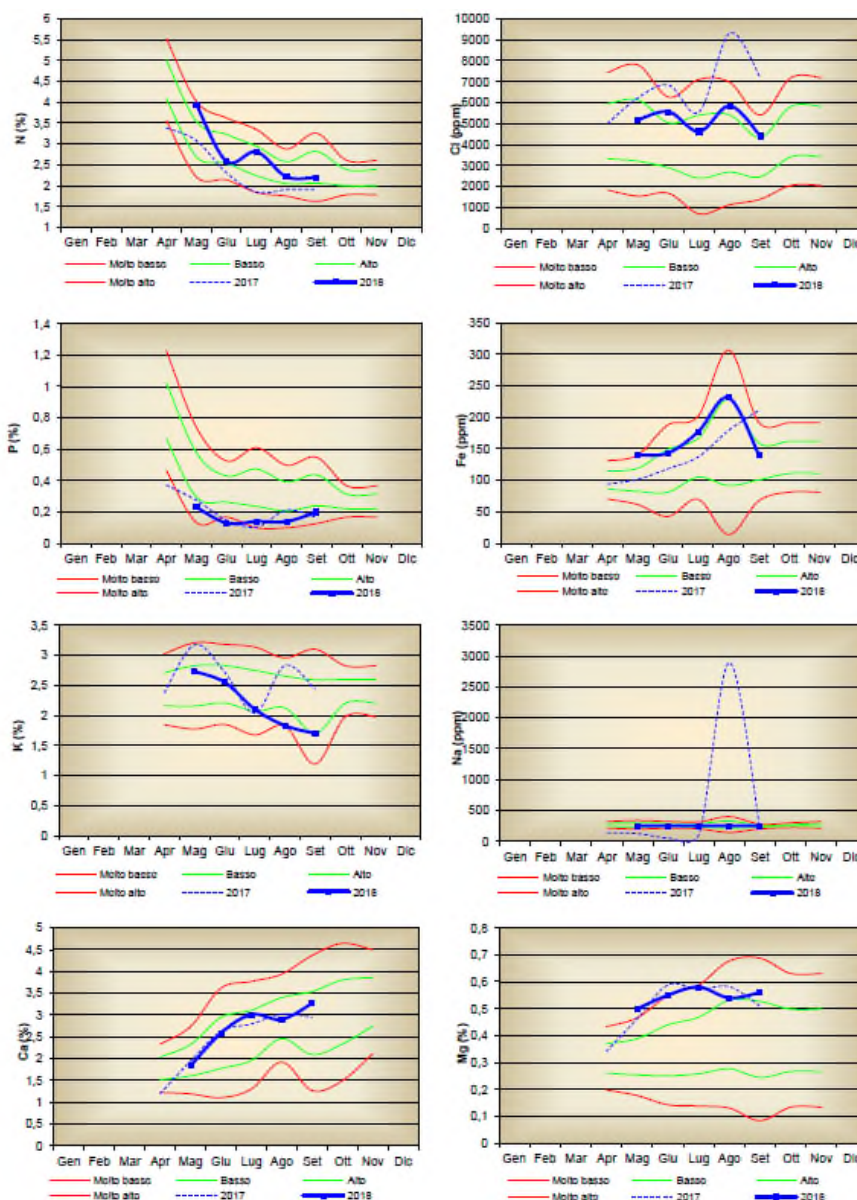 N (%)
6
5,5
5
4,5
4
3,5
3
2,5
2
1,5
1
Gen Feb Mar Apr Mag Giu Lug Ago Set Ott Nov Dic
Molto basso Basso Alto
Molto alto 2017 2018
Cl (ppm)
10000
9000
8000
7000
6000
5000
4000
3000
2000
1000
0
Gen Feb Mar Apr Mag Giu Lug Ago Set Ott Nov Dic
Molto basso Basso Alto
Molto alto 2017 2018
P (%)
1,4
1,2
1
0,8
0,6
0,4
0,2
0
Gen Feb Mar Apr Mag Giu Lug Ago Set Ott Nov Dic
Molto basso Basso Alto
Molto alto 2017 2018
Fe (ppm)
350
300
250
200
150
100
50
0
Gen Feb Mar Apr Mag Giu Lug Ago Set Ott Nov Dic
Molto basso Basso Alto
Molto alto 2017 2018
K (%)
3,5
3
2,5
2
1,5
1
0,5
0
Gen Feb Mar Apr Mag Giu Lug Ago Set Ott Nov Dic
Molto basso Basso Alto
Molto alto 2017 2018
Na (ppm)
3500
3000
2500
2000
1500
1000
500
0
Gen Feb Mar Apr Mag Giu Lug Ago Set Ott Nov Dic
Molto basso Basso Alto
Molto alto 2017 2018
Ca (%)
5
4,5
4
3,5
3
2,5
2
1,5
1
0,5
0
Gen Feb Mar Apr Mag Giu Lug Ago Set Ott Nov Dic
Molto basso Basso Alto
Molto alto 2017 2018
Mg (%)
0,8
0,7
0,6
0,5
0,4
0,3
0,2
0,1
0
Gen Feb Mar Apr Mag Giu Lug Ago Set Ott Nov Dic
Molto basso Basso Alto
Molto alto 2017 2018